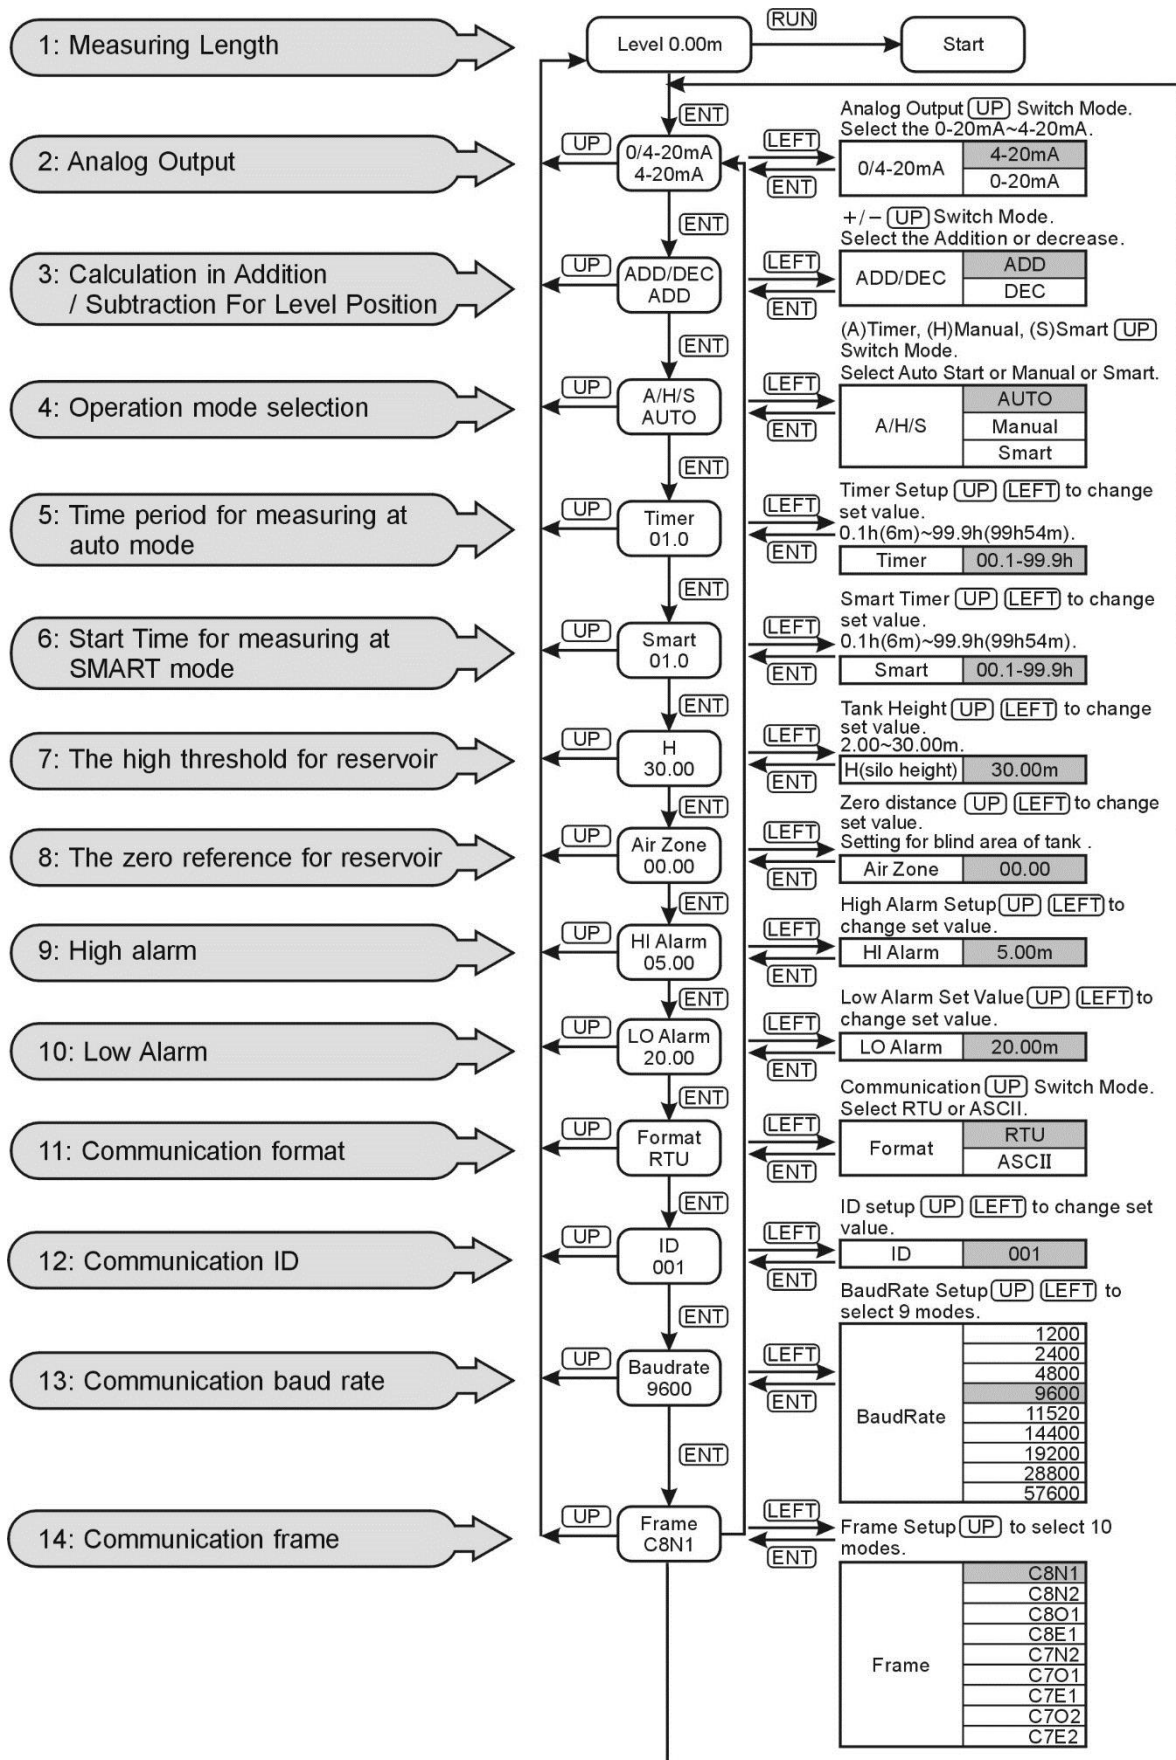 1: Measuring Length
Level 0.00m
RUN
Start
ENT
2: Analog Output
UP
0/4-20mA
4-20mA
LEFT
ENT
Analog Output UP Switch Mode.
Select the 0-20mA~4-20mA.
0/4-20mA
4-20mA
0-20mA
ENT
3: Calculation in Addition
/ Subtraction For Level Position
UP
ADD/DEC
ADD
LEFT
ENT
+/− UP Switch Mode.
Select the Addition or decrease.
ADD/DEC
ADD
DEC
ENT
4: Operation mode selection
UP
A/H/S
AUTO
LEFT
ENT
(A)Timer, (H)Manual, (S)Smart UP
Switch Mode.
Select Auto Start or Manual or Smart.
A/H/S
AUTO
Manual
Smart
ENT
5: Time period for measuring at
auto mode
UP
Timer
01.0
LEFT
ENT
Timer Setup UP LEFT to change
set value.
0.1h(6m)~99.9h(99h54m).
Timer
00.1-99.9h
ENT
6: Start Time for measuring at
SMART mode
UP
Smart
01.0
LEFT
ENT
Smart Timer UP LEFT to change
set value.
0.1h(6m)~99.9h(99h54m).
Smart
00.1-99.9h
ENT
7: The high threshold for reservoir
UP
H
30.00
LEFT
ENT
Tank Height UP LEFT to change
set value.
2.00~30.00m.
H(silo height)
30.00m
ENT
8: The zero reference for reservoir
UP
Air Zone
00.00
LEFT
ENT
Zero distance UP LEFT to change
set value.
Setting for blind area of tank .
Air Zone
00.00
ENT
9: High alarm
UP
HI Alarm
05.00
LEFT
ENT
High Alarm Setup UP LEFT to
change set value.
HI Alarm
5.00m
ENT
10: Low Alarm
UP
LO Alarm
20.00
LEFT
ENT
Low Alarm Set Value UP LEFT to
change set value.
LO Alarm
20.00m
ENT
11: Communication format
UP
Format
RTU
LEFT
ENT
Communication UP Switch Mode.
Select RTU or ASCII.
Format
RTU
ASCII
ENT
12: Communication ID
UP
ID
001
LEFT
ENT
ID setup UP LEFT to change set
value.
ID
001
ENT
13: Communication baud rate
UP
Baudrate
9600
LEFT
ENT
BaudRate Setup UP LEFT to
select 9 modes.
BaudRate
1200
2400
4800
9600
11520
14400
19200
28800
57600
ENT
14: Communication frame
UP
Frame
C8N1
LEFT
ENT
Frame Setup UP to select 10
modes.
Frame
C8N1
C8N2
C8O1
C8E1
C7N2
C7O1
C7E1
C7O2
C7E2